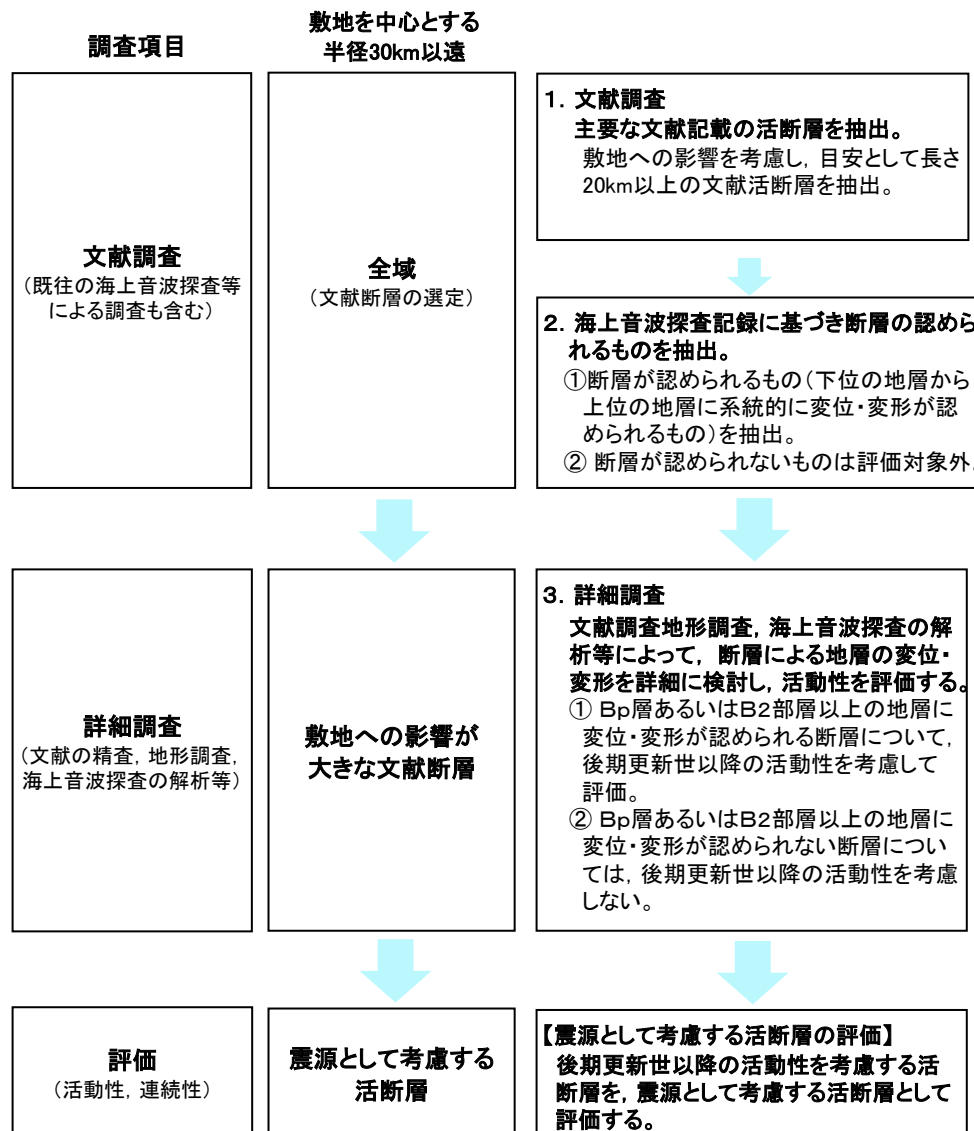 調査項目
敷地を中心とする
半径30km以遠
文献調査
（既往の海上音波探査等
による調査も含む）
全域
（文献断層の選定）
1．文献調査
主要な文献記載の活断層を抽出。
敷地への影響を考慮し，目安として長さ
20km以上の文献活断層を抽出。
2．海上音波探査記録に基づき断層の認めら
れるものを抽出。
①断層が認められるもの（下位の地層から
上位の地層に系統的に変位・変形が認
められるもの）を抽出。
② 断層が認められないものは評価対象外。
詳細調査
（文献の精査，地形調査，
海上音波探査の解析等）
敷地への影響が
大きな文献断層
3．詳細調査
文献調査地形調査，海上音波探査の解
析等によって，断層による地層の変位・
変形を詳細に検討し，活動性を評価する。
① Bp層あるいはB2部層以上の地層に
変位・変形が認められる断層について，
後期更新世以降の活動性を考慮して
評価。
② Bp層あるいはB2部層以上の地層に
変位・変形が認められない断層につい
ては，後期更新世以降の活動性を考慮
しない。
評価
（活動性，連続性）
震源として考慮する
活断層
【震源として考慮する活断層の評価】
後期更新世以降の活動性を考慮する活
断層を，震源として考慮する活断層として
評価する。